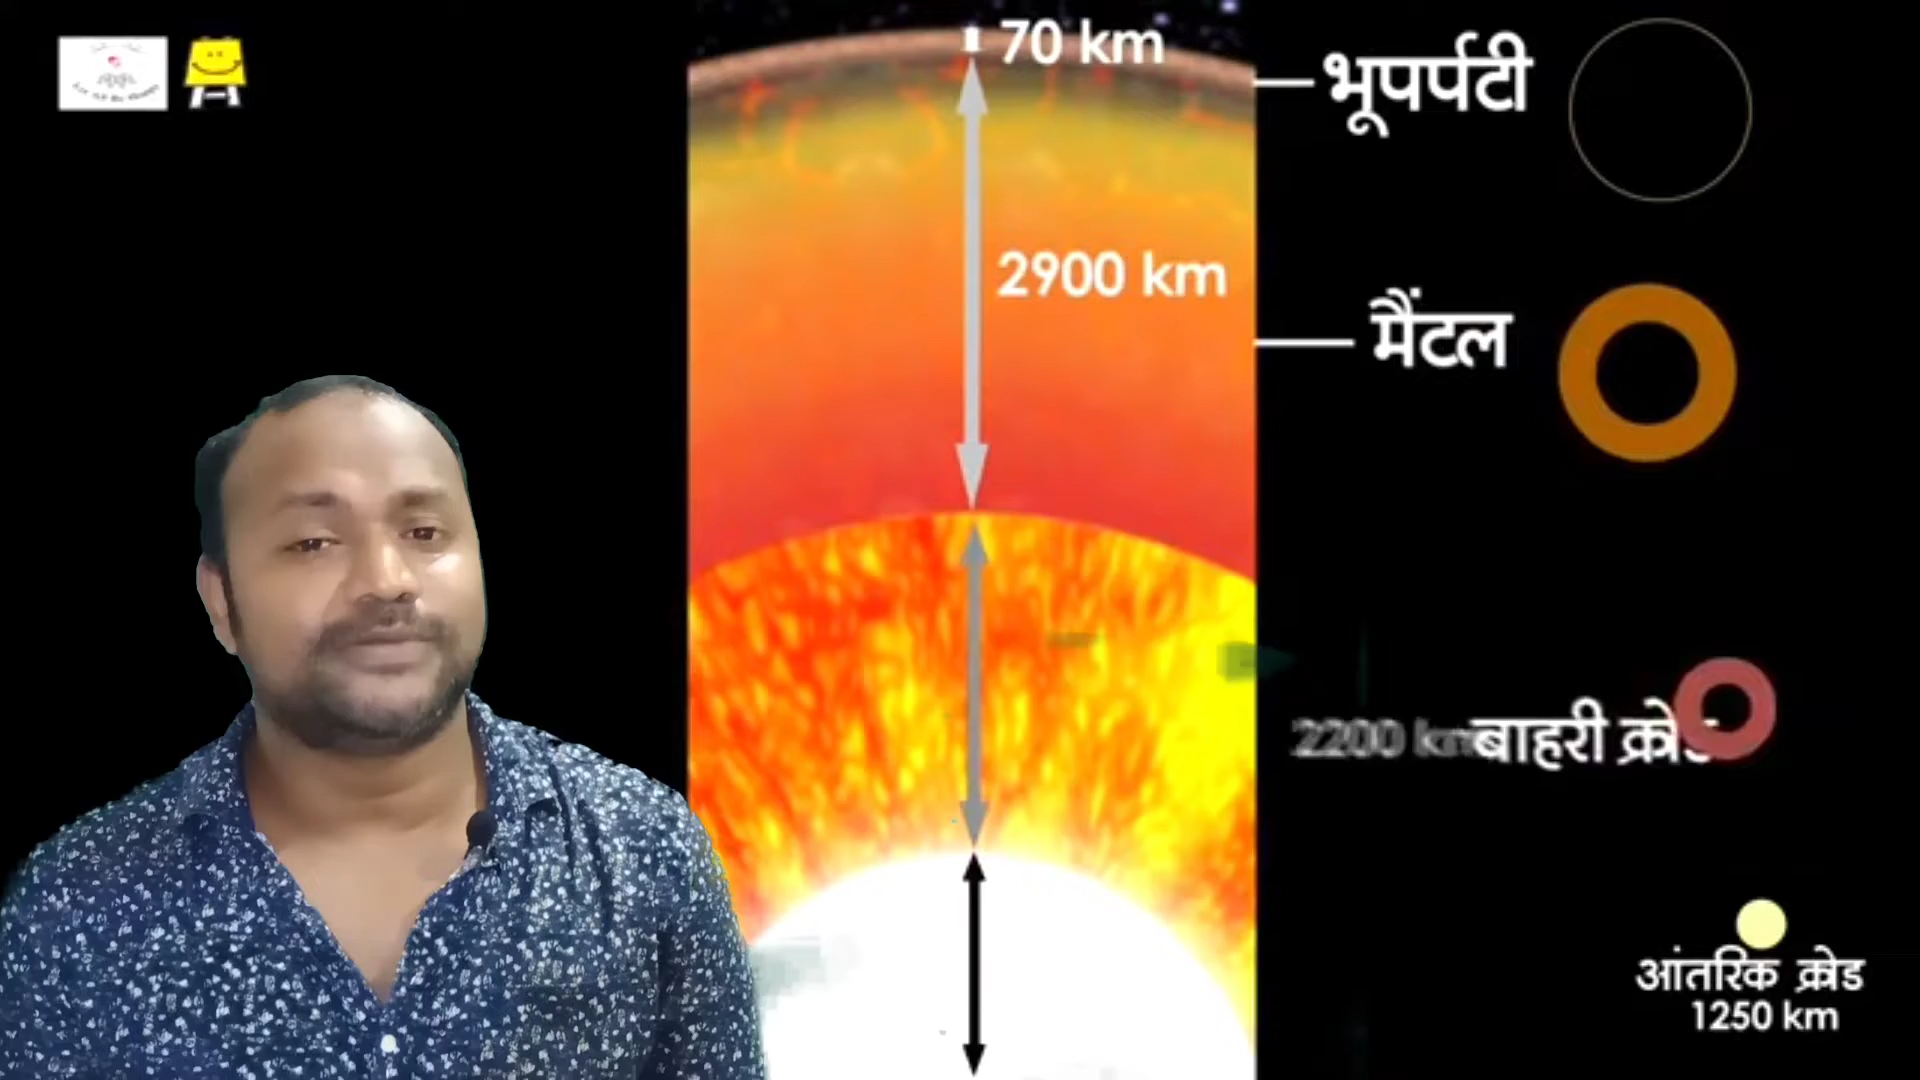 70 km
भूपर्पटी
2900 km
मैंटल
2200 km
बाहरी क्रोड
आंतरिक क्रोड
1250 km